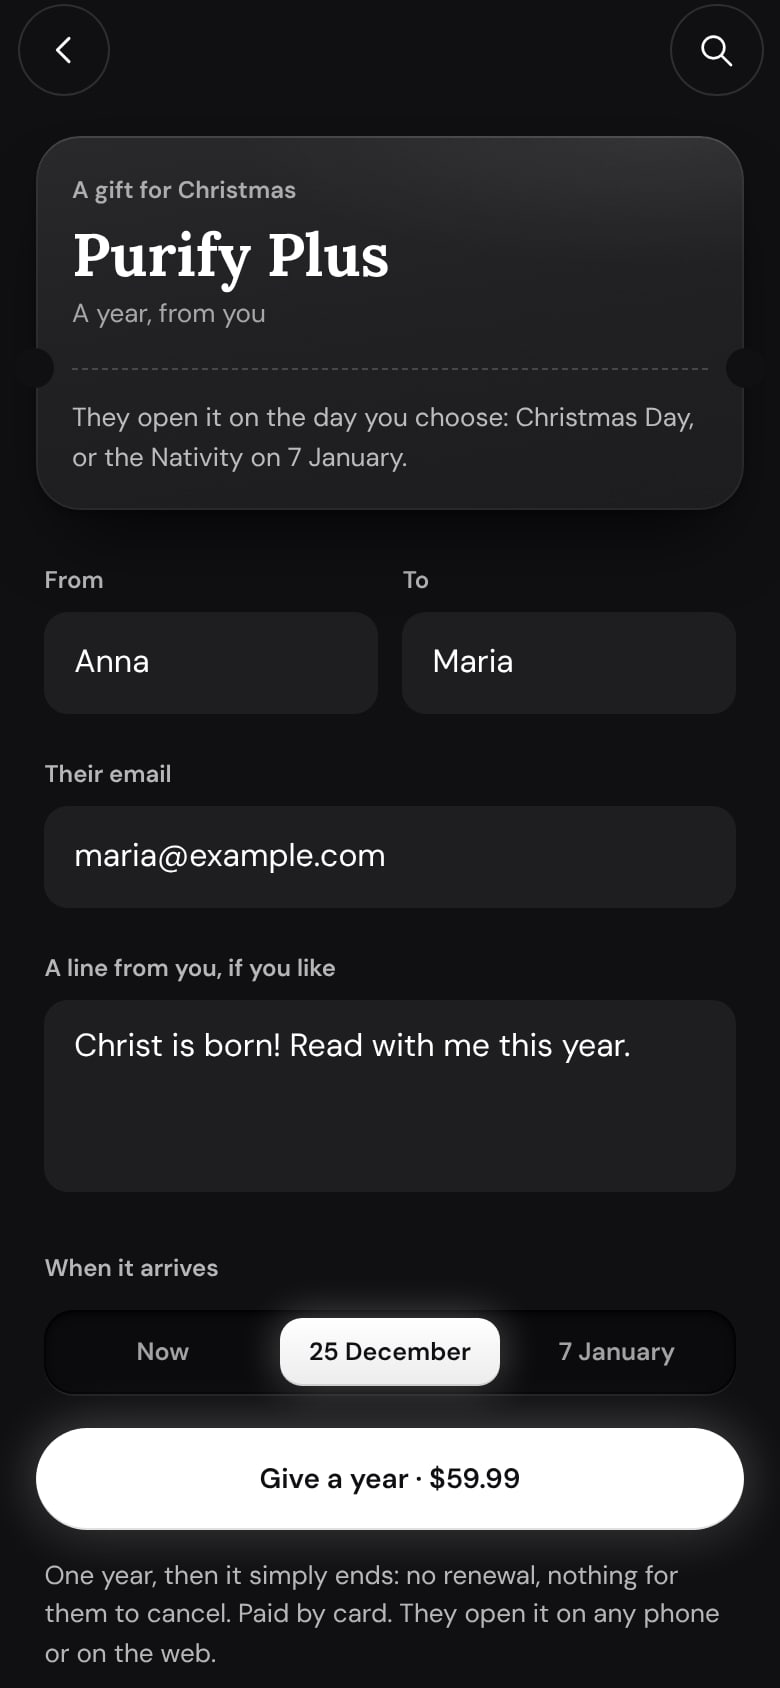 A gift for Christmas
Purify Plus
A year, from you
They open it on the day you choose: Christmas Day,
or the Nativity on 7 January.
From
To
Anna
Maria
Their email
maria@example.com
A line from you, if you like
Christ is born! Read with me this year.
When it arrives
Now
25 December
7 January
Give a year · $59.99
One year, then it simply ends: no renewal, nothing for
them to cancel. Paid by card. They open it on any phone
or on the web.